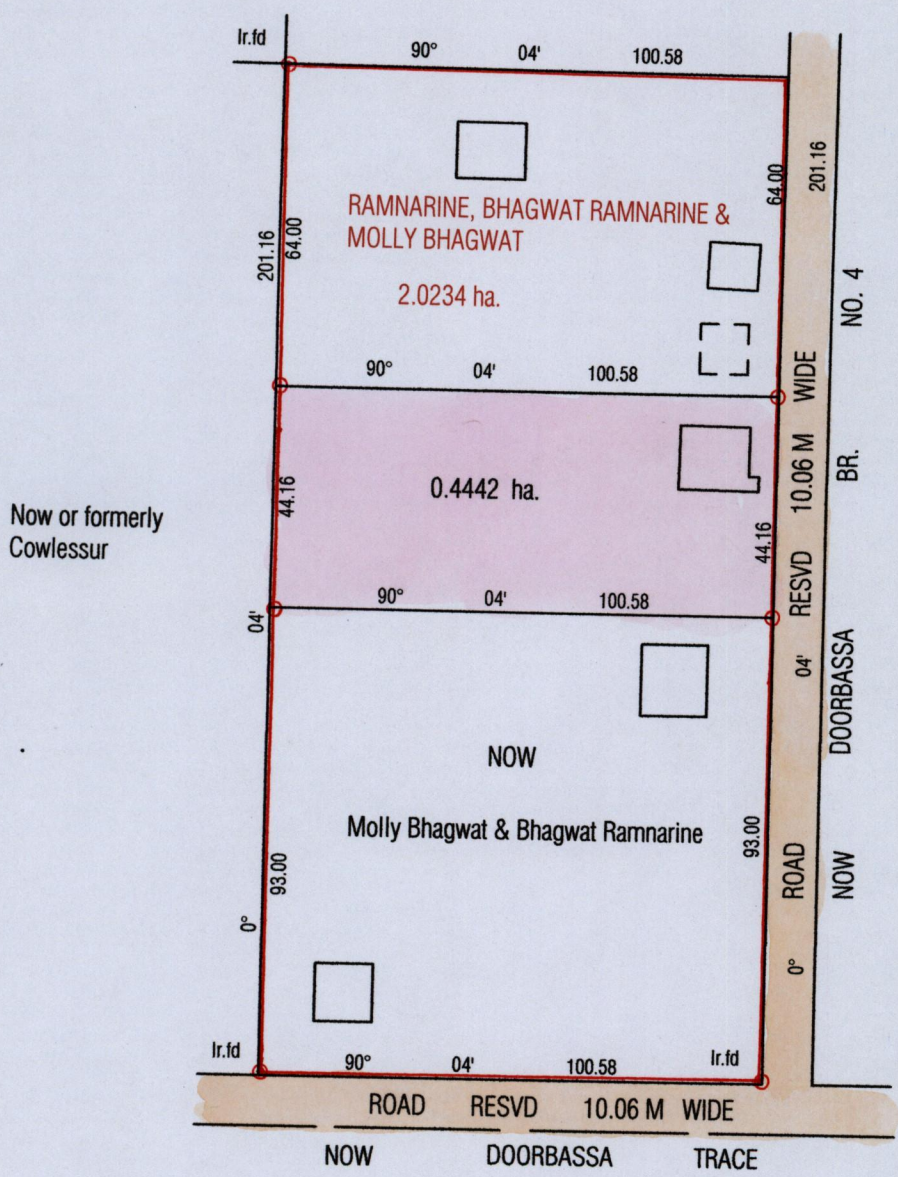 Ir.fd
90° 04' 100.58
201.16
64.00
64.00
201.16
RAMNARINE, BHAGWAT RAMNARINE &
MOLLY BHAGWAT
2.0234 ha.
90° 04' 100.58
0.4442 ha.
44.16
44.16
Now or formerly
Cowlessur
90° 04' 100.58
0° 04'
NOW
Molly Bhagwat & Bhagwat Ramnarine
93.00
93.00
0° 04'
ROAD RESVD 10.06 M WIDE
NOW DOORBASSA BR. NO. 4
Ir.fd
90° 04' 100.58
Ir.fd
ROAD RESVD 10.06 M WIDE
NOW DOORBASSA TRACE